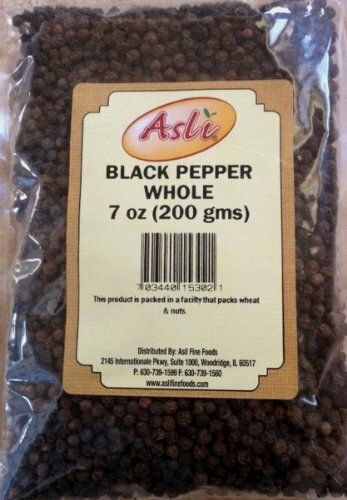 Asli
BLACK PEPPER
WHOLE
7 oz (200 gms)
7 03440 15302 1
This product is packed in a facilty that packs wheat
& nuts.
Distributed By: Asli Fine Foods
2145 Internationale Pkwy, Suite 1000, Woodridge, IL 60517
P: 630-739-1599 F: 630-739-1560
www.aslifinefoods.com